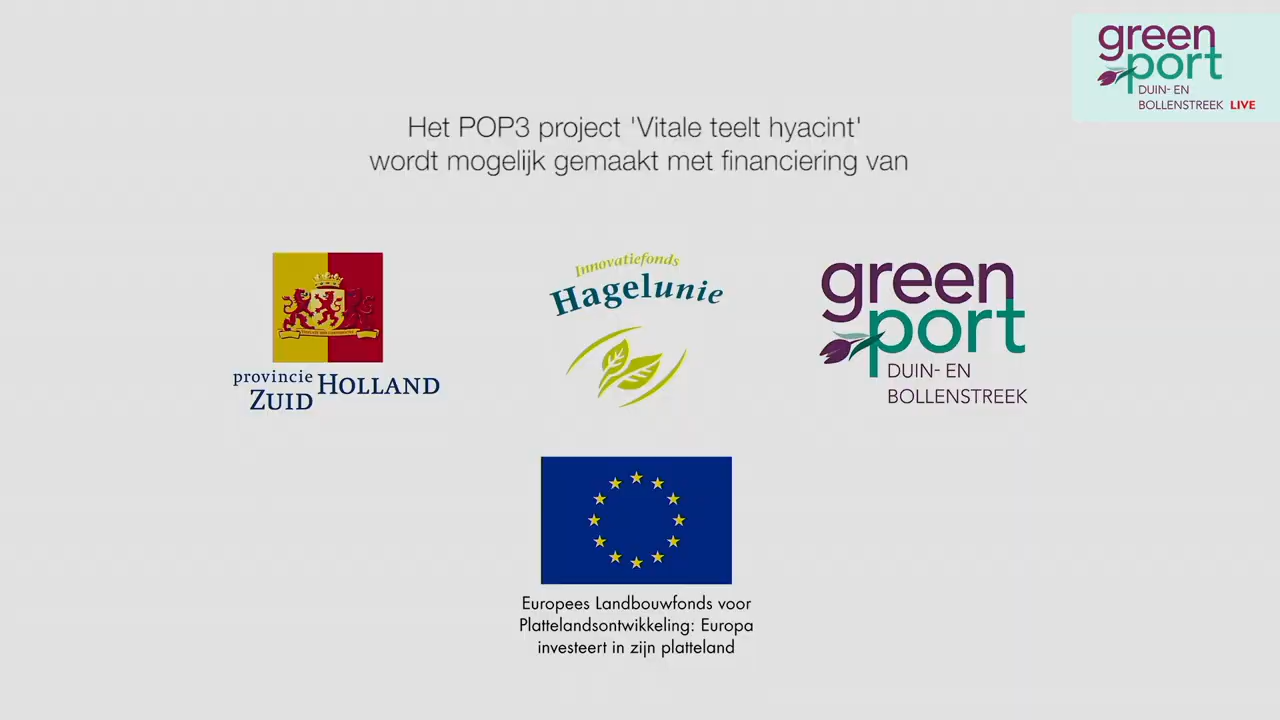 green
port
DUIN- EN
BOLLENSTREEK LIVE
Het POP3 project 'Vitale teelt hyacint'
wordt mogelijk gemaakt met financiering van
provincie HOLLAND
ZUID
Innovatiefonds
Hagelunie
green
port
DUIN- EN
BOLLENSTREEK
Europees Landbouwfonds voor
Plattelandsontwikkeling: Europa
investeert in zijn platteland